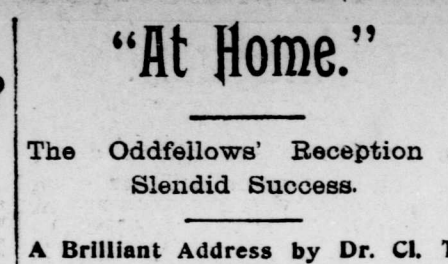 "At Home."
The Oddfellows' Reception
Slendid Success.
A Brilliant Address by Dr. Cl.